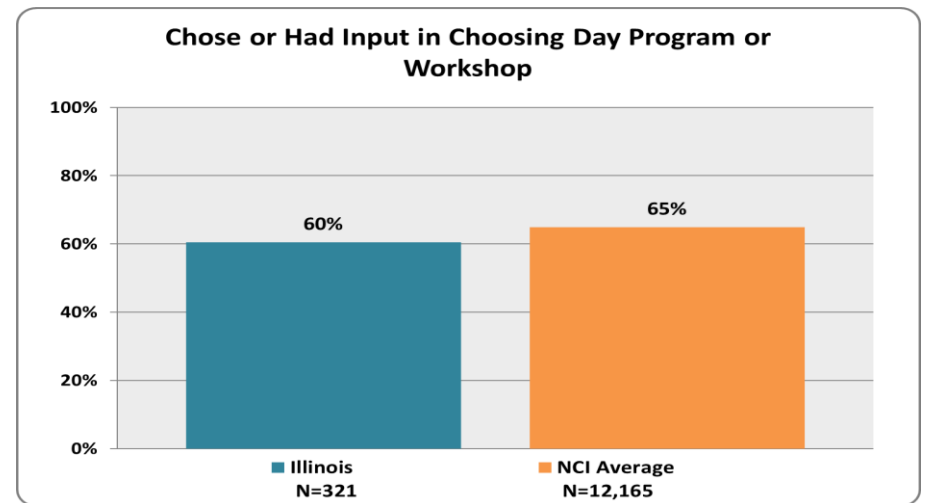 Chose or Had Input in Choosing Day Program or
Workshop
100%
80%
60%
40%
20%
0%
60%
65%
Illinois
N=321
NCI Average
N=12,165